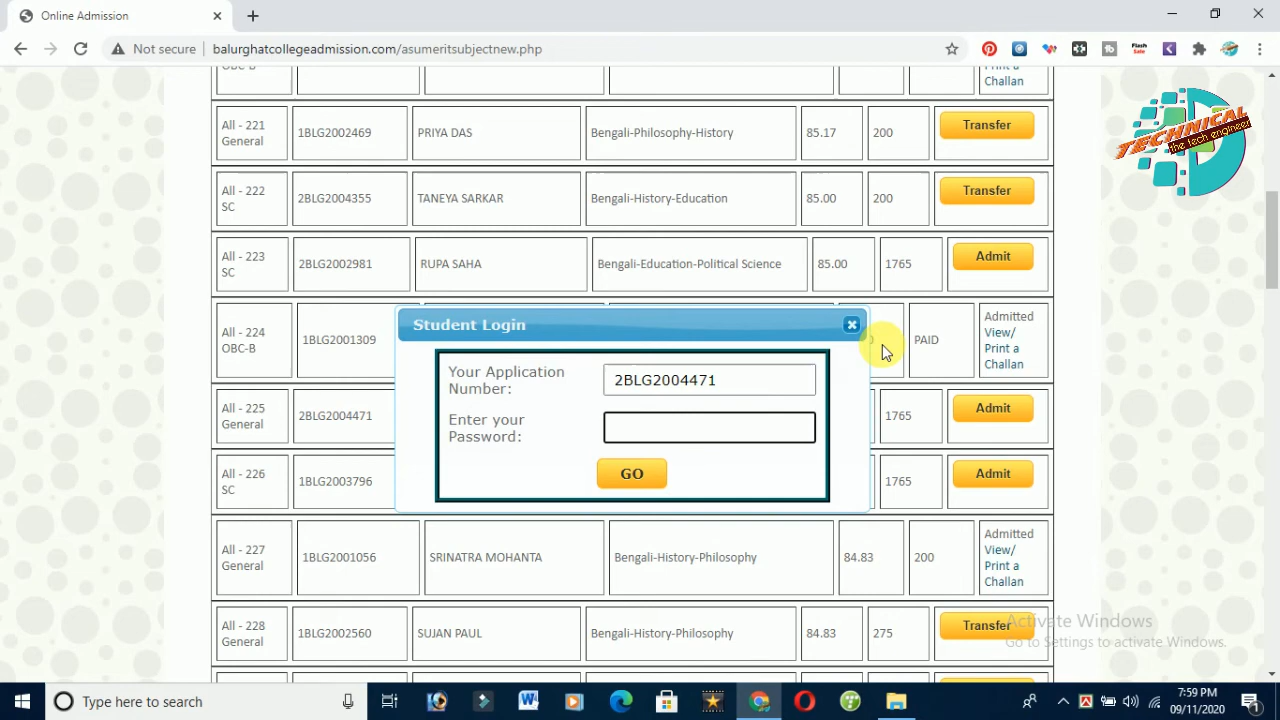 Online Admission
Not secure | balurghatcollegeadmission.com/asumeritsubjectnew.php
OBC-B Print a
Challan
All - 221
General 1BLG2002469 PRIYA DAS Bengali-Philosophy-History 85.17 200 Transfer
All - 222
SC 2BLG2004355 TANEYA SARKAR Bengali-History-Education 85.00 200 Transfer
All - 223
SC 2BLG2002981 RUPA SAHA Bengali-Education-Political Science 85.00 1765 Admit
All - 224
OBC-B 1BLG2001309 PAID Admitted
View/
Print a
Challan
All - 225
General 2BLG2004471 1765 Admit
All - 226
SC 1BLG2003796 1765 Admit
All - 227
General 1BLG2001056 SRINATRA MOHANTA Bengali-History-Philosophy 84.83 200 Admitted
View/
Print a
Challan
All - 228
General 1BLG2002560 SUJAN PAUL Bengali-History-Philosophy 84.83 275 Transfer
Student Login
Your Application
Number: 2BLG2004471
Enter your
Password:
GO
TECHNICAL
the tech engineer
Flash
Sale
Activate Windows
Go to Settings to activate Windows.
Type here to search
7:59 PM
09/11/2020
1